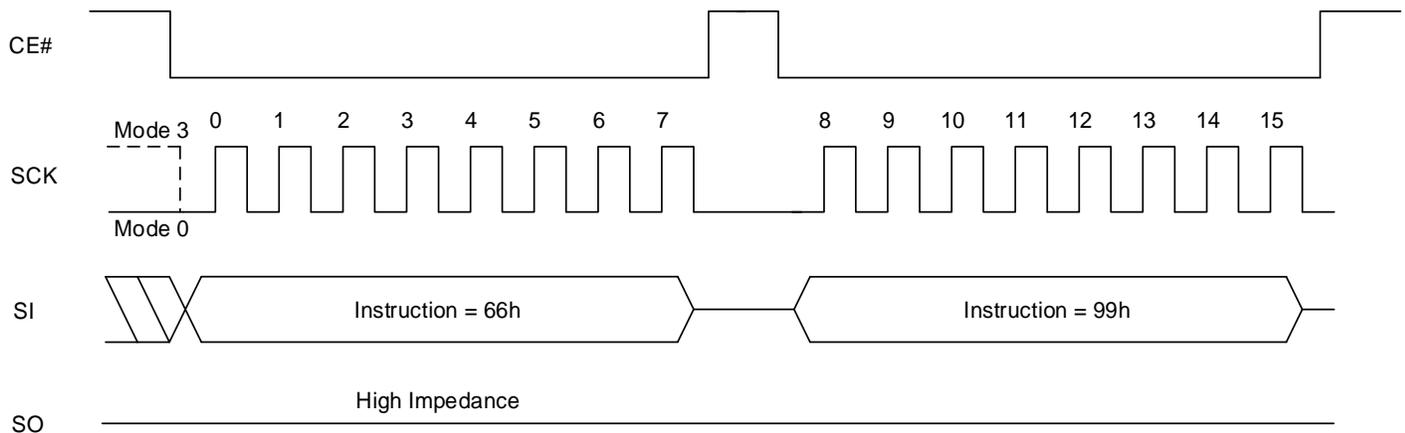 CE#
Mode 3 0 1 2 3 4 5 6 7 8 9 10 11 12 13 14 15
SCK
Mode 0
SI Instruction = 66h Instruction = 99h
High Impedance
SO